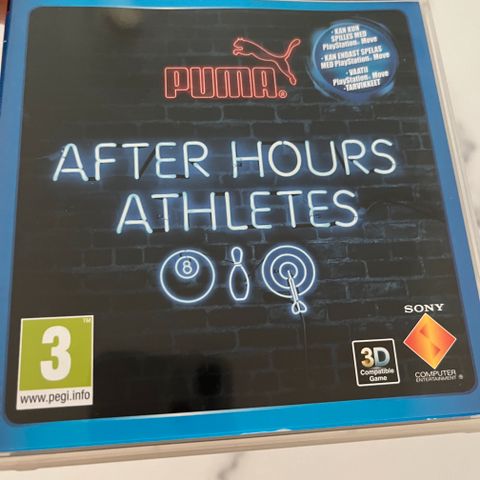 • KAN KUN
SPILLES MED
PlayStation® Move
• KAN ENDAST SPELAS
MED PlayStation® Move
• VAATII
PlayStation® Move
-TARVIKKEET
PUMA®
AFTER HOURS
ATHLETES
8
3™
www.pegi.info
3D
Compatible
Game
SONY
COMPUTER
ENTERTAINMENT ®